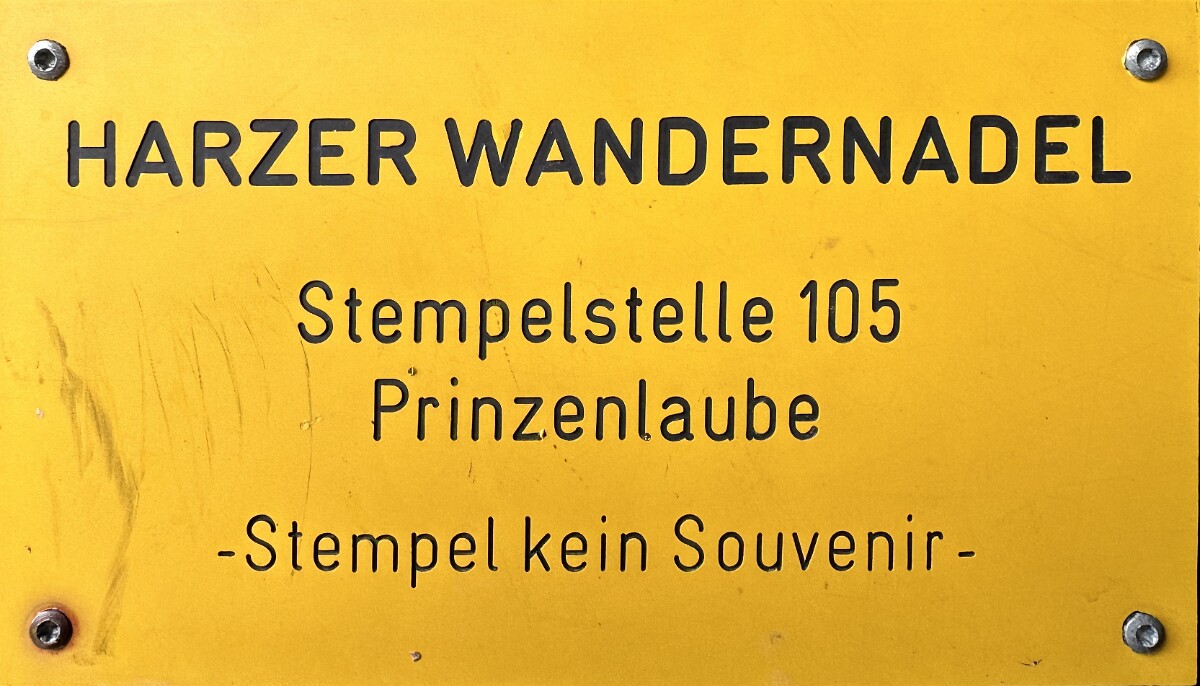 HARZER WANDERNADEL
Stempelstelle 105
Prinzenlaube
-Stempel kein Souvenir-